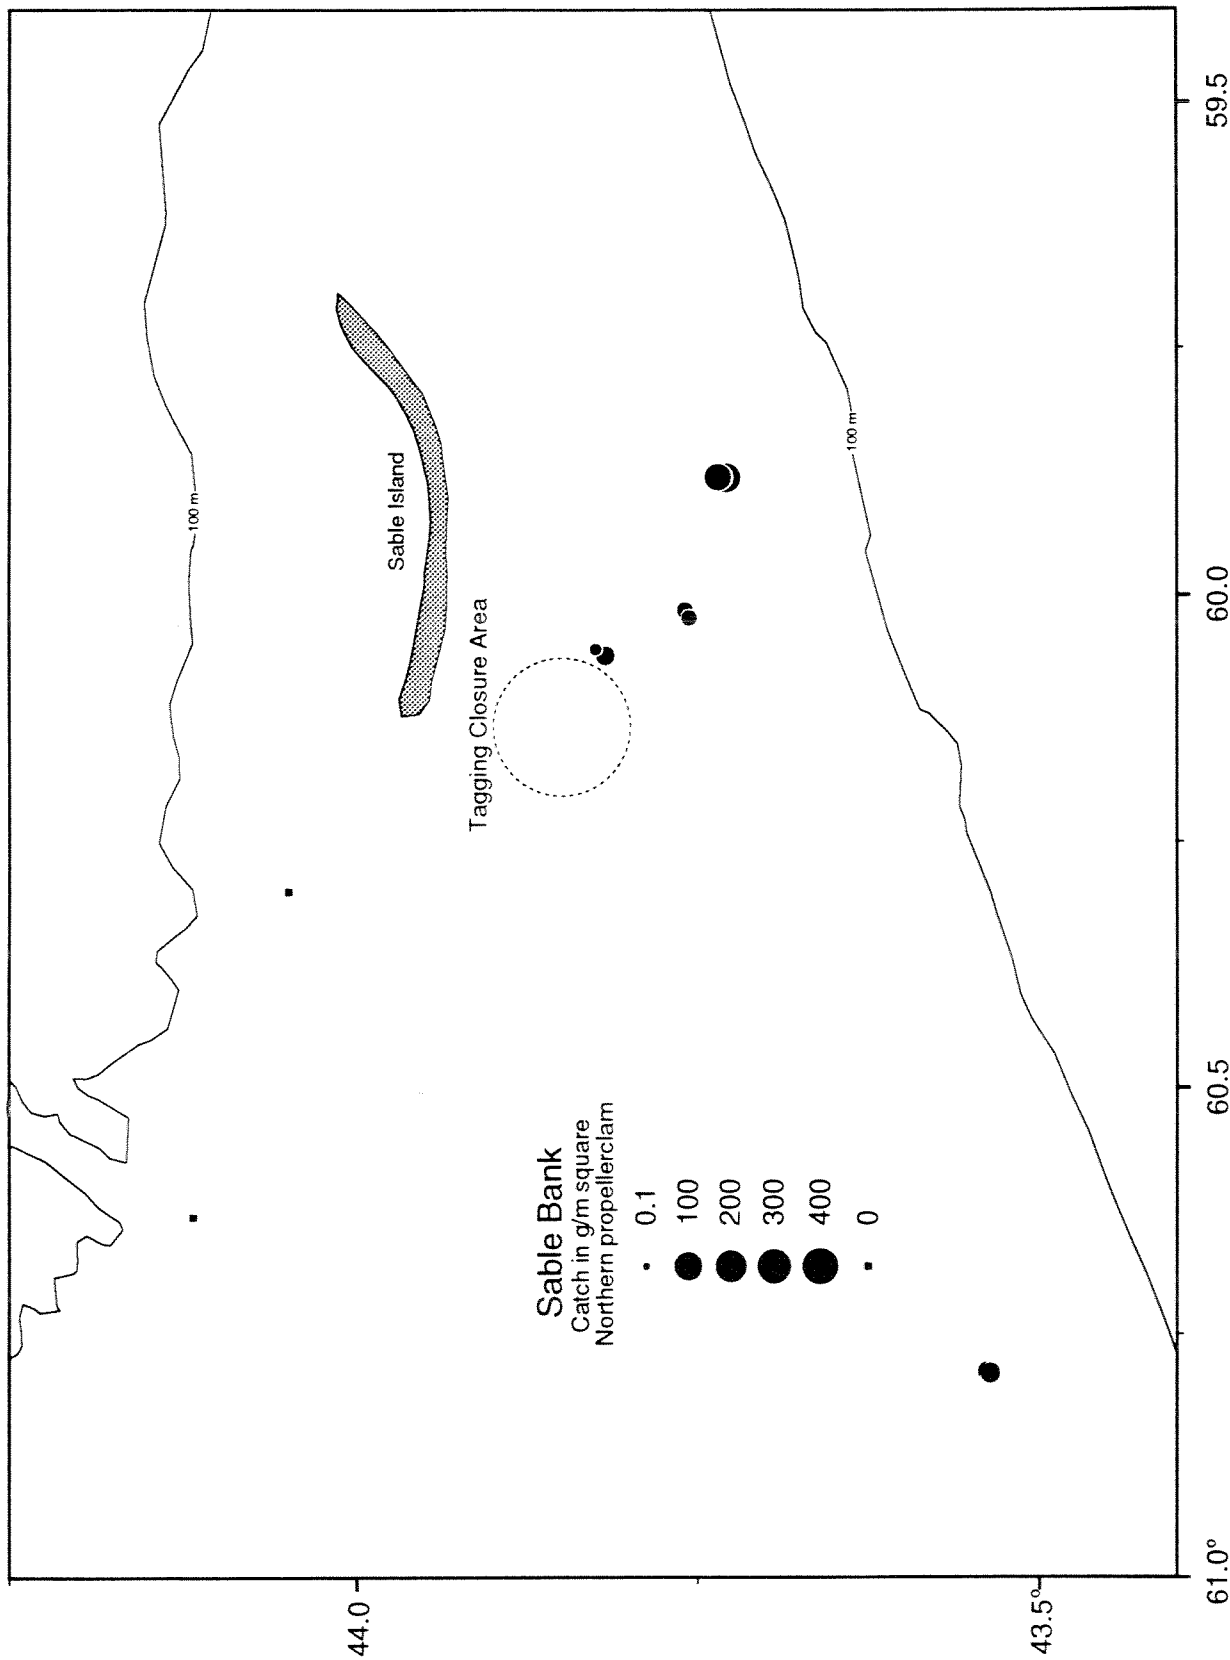 Sable Bank
Catch in g/m square
Northern propellerclam
0.1
100
200
300
400
0
100 m
Sable Island
Tagging Closure Area
100 m
44.0
43.5°
61.0°
60.5
60.0
59.5